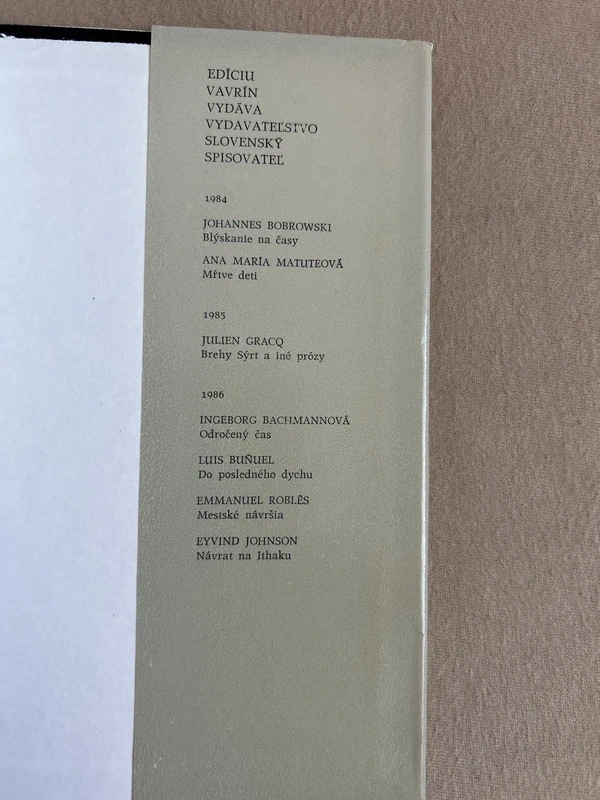 EDÍCIU
VAVRÍN
VYDÁVA
VYDAVATEĽSTVO
SLOVENSKÝ
SPISOVATEĽ
1984
JOHANNES BOBROWSKI
Blýskanie na časy
ANA MARÍA MATUTEOVÁ
Mŕtve deti
1985
JULIEN GRACQ
Brehy Sýrt a iné prózy
1986
INGEBORG BACHMANNOVÁ
Odročený čas
LUIS BUÑUEL
Do posledného dychu
EMMANUEL ROBLÈS
Mestské návršia
EYVIND JOHNSON
Návrat na Ithaku